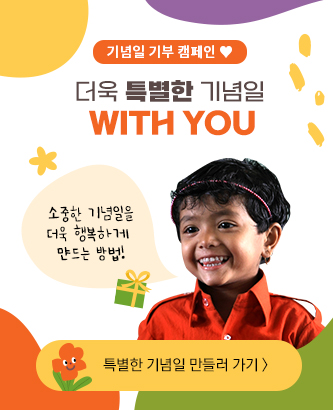 기념일 기부 캠페인 ♥
더욱 특별한 기념일
WITH YOU
소중한 기념일을
더욱 행복하게
만드는 방법!
특별한 기념일 만들러 가기 〉